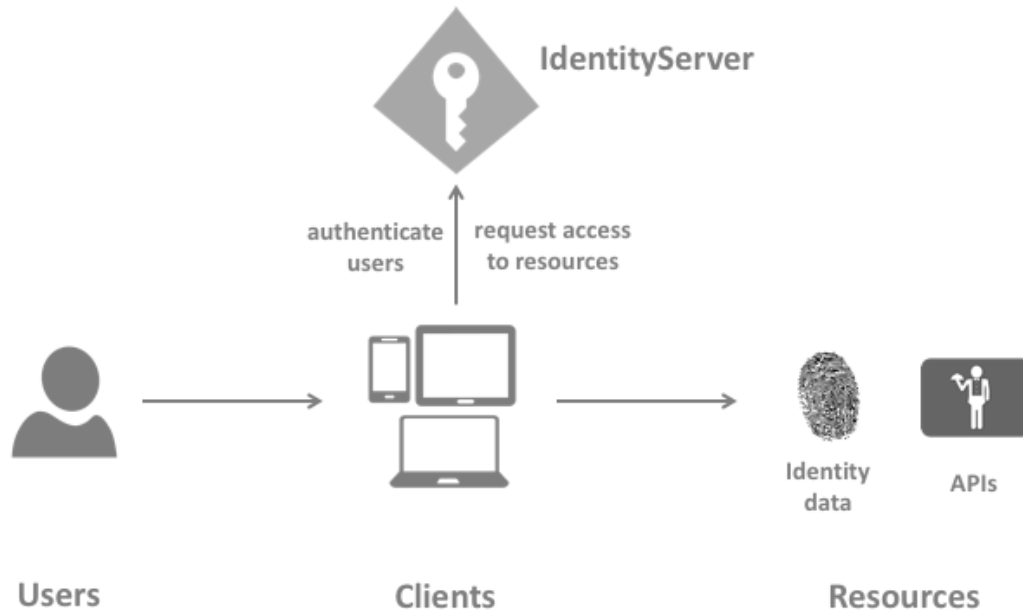 IdentityServer
authenticate
users
request access
to resources
Identity
data
APIs
Users
Clients
Resources